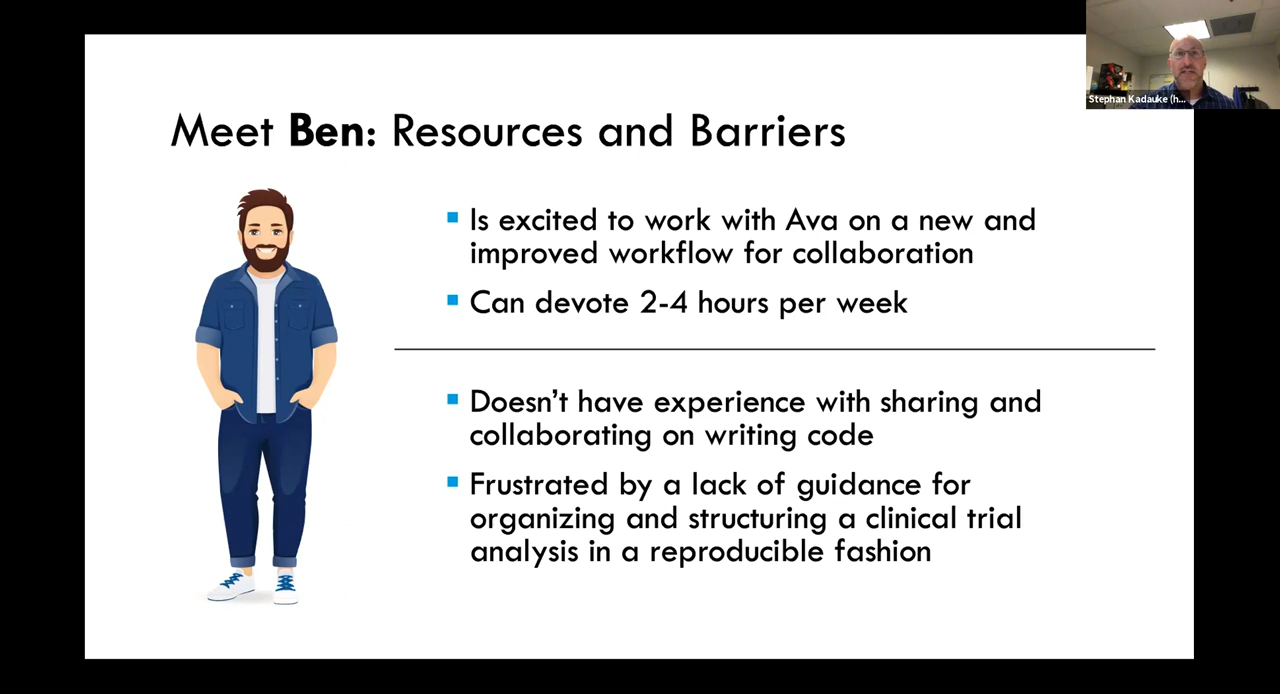 Meet Ben: Resources and Barriers
Is excited to work with Ava on a new and
improved workflow for collaboration
Can devote 2-4 hours per week
Doesn't have experience with sharing and
collaborating on writing code
Frustrated by a lack of guidance for
organizing and structuring a clinical trial
analysis in a reproducible fashion
Stephan Kadauke (h...